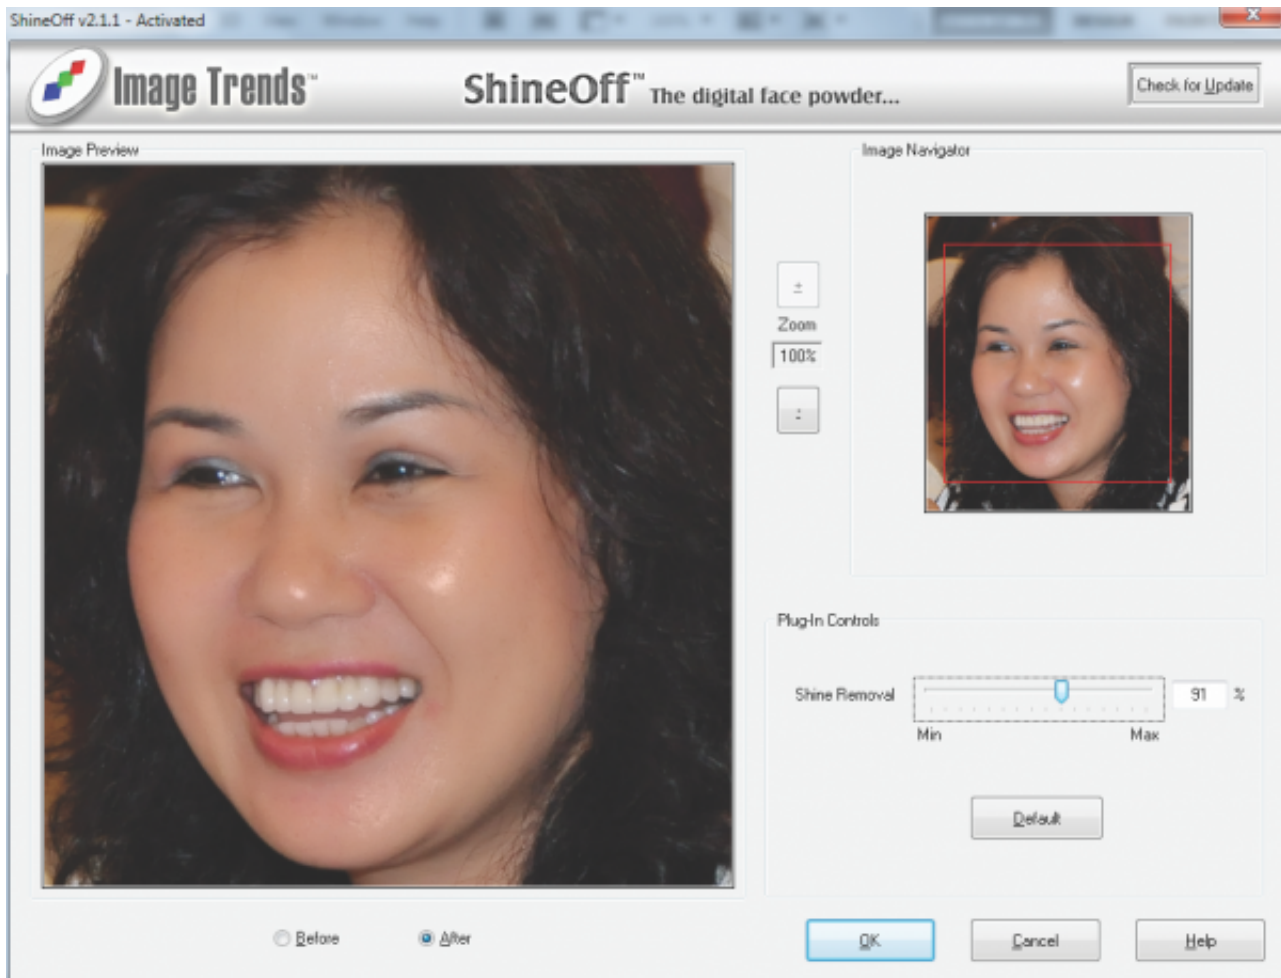 ShineOff v2.1.1 - Activated
Image Trends™
ShineOff™ The digital face powder...
Check for Update
Image Preview
Image Navigator
+
Zoom
100%
-
Plug-In Controls
Shine Removal
91 %
Min Max
Default
Before After
OK Cancel Help